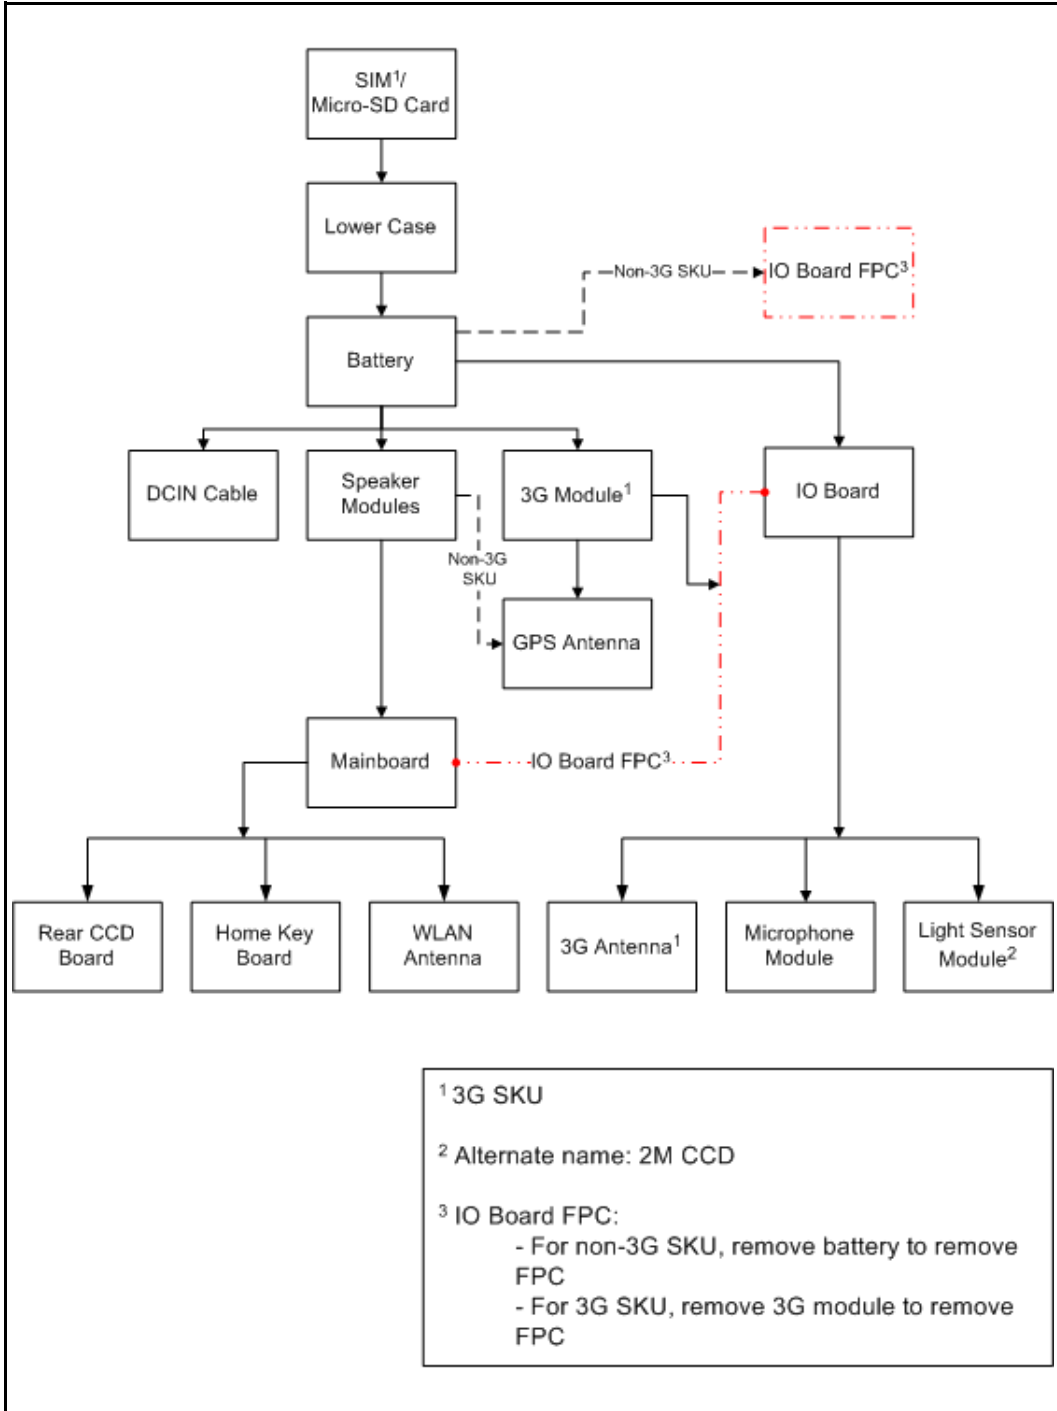 SIM¹/
Micro-SD Card
Lower Case
Non-3G SKU
IO Board FPC³
Battery
DCIN Cable
Speaker
Modules
3G Module¹
IO Board
Non-3G
SKU
GPS Antenna
Mainboard
IO Board FPC³
Rear CCD
Board
Home Key
Board
WLAN
Antenna
3G Antenna¹
Microphone
Module
Light Sensor
Module²
¹ 3G SKU
² Alternate name: 2M CCD
³ IO Board FPC:
- For non-3G SKU, remove battery to remove
FPC
- For 3G SKU, remove 3G module to remove
FPC